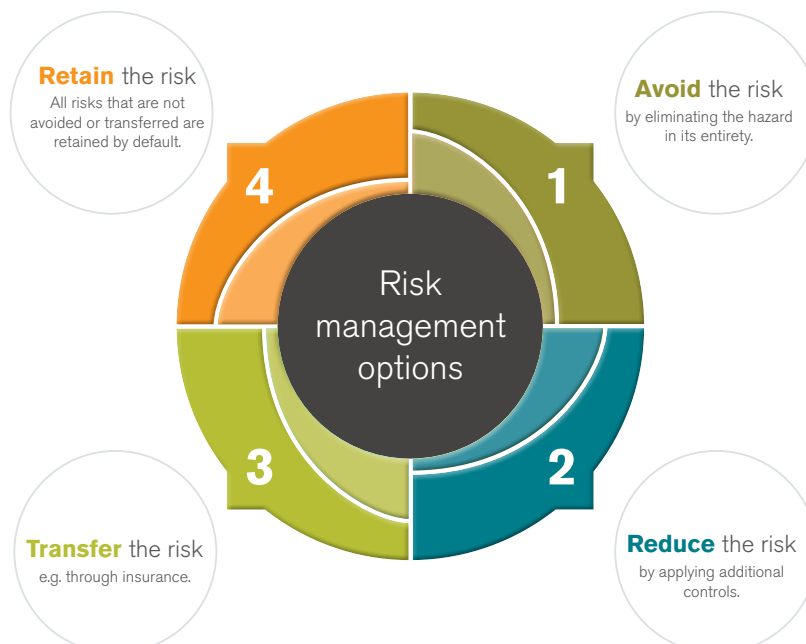 Retain the risk
All risks that are not
avoided or transferred are
retained by default.
Avoid the risk
by eliminating the hazard
in its entirety.
4
1
Risk
management
options
3
2
Transfer the risk
e.g. through insurance.
Reduce the risk
by applying additional
controls.